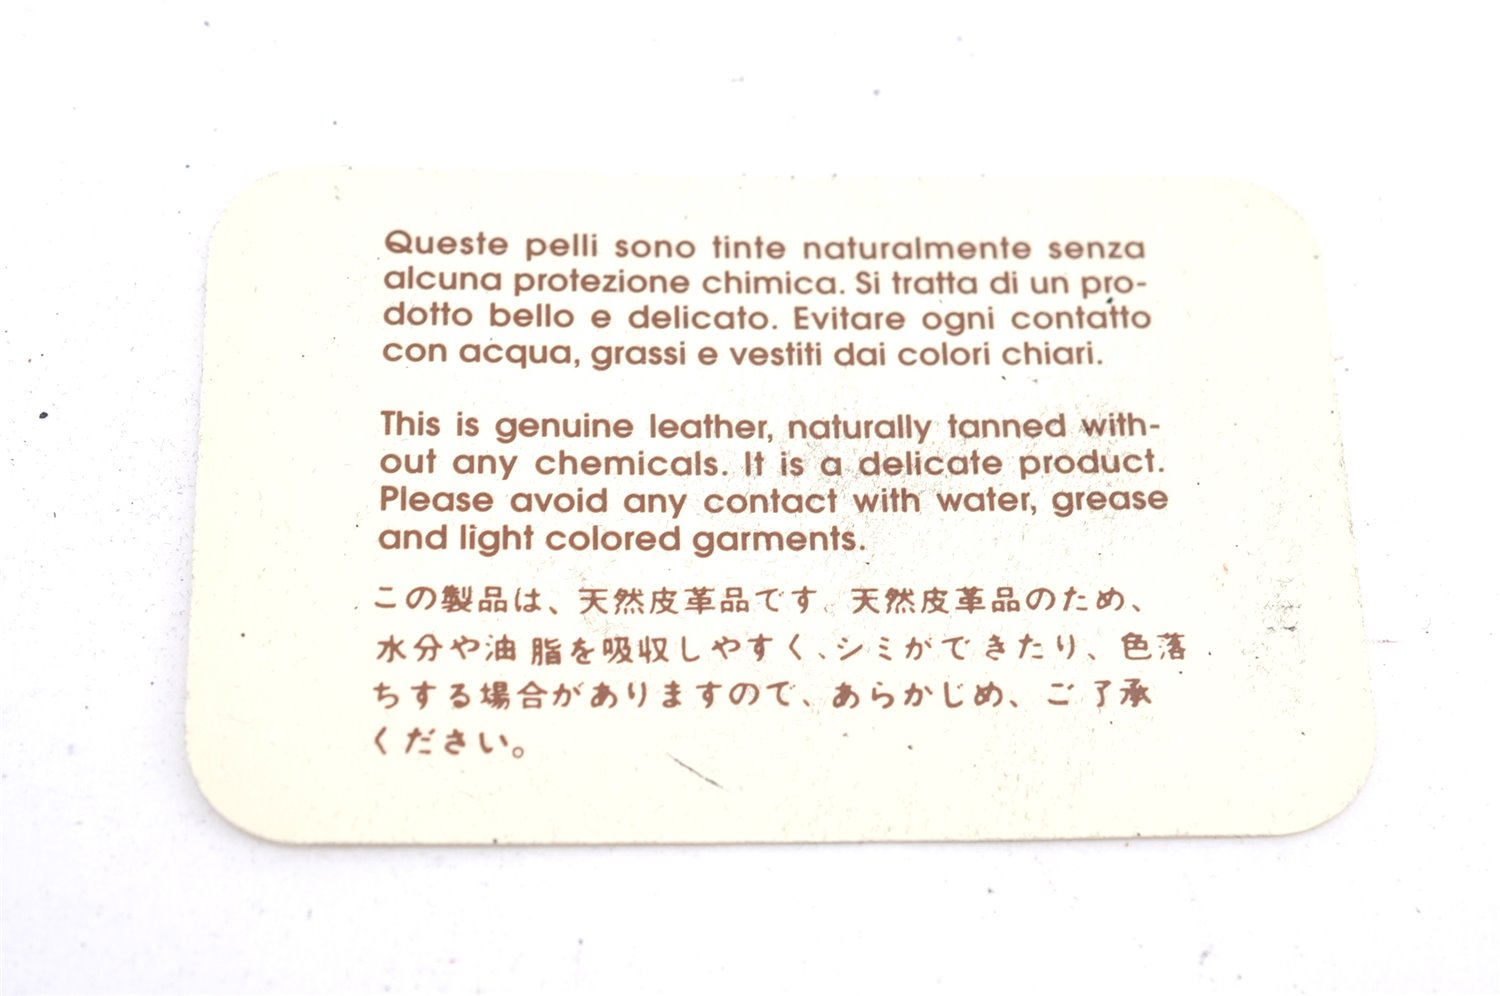 Queste pelli sono tinte naturalmente senza
alcuna protezione chimica. Si tratta di un pro-
dotto bello e delicato. Evitare ogni contatto
con acqua, grassi e vestiti dai colori chiari.
This is genuine leather, naturally tanned with-
out any chemicals. It is a delicate product.
Please avoid any contact with water, grease
and light colored garments.
この製品は、天然皮革品です。天然皮革品のため、
水分や油脂を吸収しやすく、シミができたり、色落
ちする場合がありますので、あらかじめ、ご了承
ください。